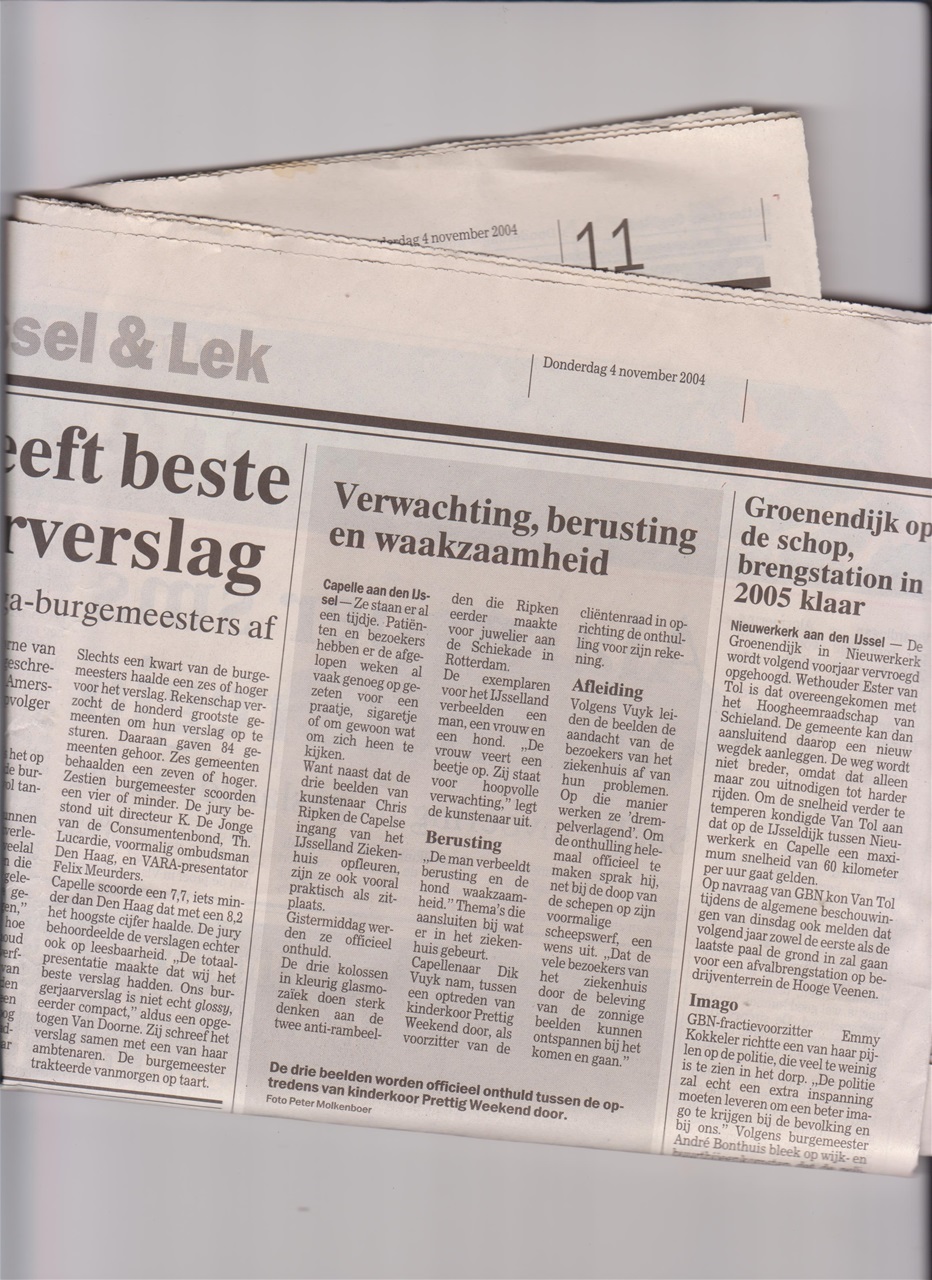 4 november 2004
11
ssel & Lek
Donderdag 4 november 2004
eeft beste
rverslag
ga-burgemeesters af
rne van
eschre-
Amers-
pvolger
het op
de bur-
ol tan-
nnen
verle-
eelal
n die
gele-
ge-
en,"
hoe
oud
erf-
van
den
en
og
d-
ar
Slechts een kwart van de burge-
meesters haalde een zes of hoger
voor het verslag. Rekenschap ver-
zocht de honderd grootste ge-
meenten om hun verslag op te
sturen. Daaraan gaven 84 ge-
meenten gehoor. Zes gemeenten
behaalden een zeven of hoger.
Zestien burgemeester scoorden
een vier of minder. De jury be-
stond uit directeur K. De Jonge
van de Consumentenbond, Th.
Lucardie, voormalig ombudsman
Den Haag, en VARA-presentator
Felix Meurders.
Capelle scoorde een 7,7, iets min-
der dan Den Haag dat met een 8,2
het hoogste cijfer haalde. De jury
behoordeelde de verslagen echter
ook op leesbaarheid. „De totaal-
presentatie maakte dat wij het
beste verslag hadden. Ons bur-
gerjaarverslag is niet echt glossy,
eerder compact,” aldus een opge-
togen Van Doorne. Zij schreef het
verslag samen met een van haar
ambtenaren. De burgemeester
trakteerde vanmorgen op taart.
Verwachting, berusting
en waakzaamheid
Capelle aan den IJs-
sel — Ze staan er al
een tijdje. Patiën-
ten en bezoekers
hebben er de afge-
lopen weken al
vaak genoeg op ge-
zeten voor een
praatje, sigaretje
of om gewoon wat
om zich heen te
kijken.
Want naast dat de
drie beelden van
kunstenaar Chris
Ripken de Capelse
ingang van het
IJsselland Zieken-
huis opfleuren,
zijn ze ook vooral
praktisch als zit-
plaats.
Gistermiddag wer-
den ze officieel
onthuld.
De drie kolossen
in kleurig glasmo-
zaïek doen sterk
denken aan de
twee anti-rambeel-
den die Ripken
eerder maakte
voor juwelier aan
de Schiekade in
Rotterdam.
De exemplaren
voor het IJsselland
verbeelden een
man, een vrouw en
een hond. „De
vrouw veert een
beetje op. Zij staat
voor hoopvolle
verwachting,” legt
de kunstenaar uit.
Berusting
„De man verbeeldt
berusting en de
hond waakzaam-
heid.” Thema's die
aansluiten bij wat
er in het zieken-
huis gebeurt.
Capellenaar Dik
Vuyk nam, tussen
een optreden van
kinderkoor Prettig
Weekend door, als
voorzitter van de
cliëntenraad in op-
richting de onthul-
ling voor zijn reke-
ning.
Afleiding
Volgens Vuyk lei-
den de beelden de
aandacht van de
bezoekers van het
ziekenhuis af van
hun problemen.
Op die manier
werken ze 'drem-
pelverlagend'. Om
de onthulling hele-
maal officieel te
maken sprak hij,
net bij de doop van
de schepen op zijn
voormalige
scheepswerf, een
wens uit. „Dat de
vele bezoekers van
het ziekenhuis
door de beleving
van de zonnige
beelden kunnen
ontspannen bij het
komen en gaan.”
De drie beelden worden officieel onthuld tussen de op-
tredens van kinderkoor Prettig Weekend door.
Foto Peter Molkenboer
Groenendijk op
de schop,
brengstation in
2005 klaar
Nieuwerkerk aan den IJssel — De
Groenendijk in Nieuwerkerk
wordt volgend voorjaar vervroegd
opgehoogd. Wethouder Ester van
Tol is dat overeengekomen met
het Hoogheemraadschap van
Schieland. De gemeente kan dan
aansluitend daarop een nieuw
wegdek aanleggen. De weg wordt
niet breder, omdat dat alleen
maar zou uitnodigen tot harder
rijden. Om de snelheid verder te
temperen kondigde Van Tol aan
dat op de IJsseldijk tussen Nieu-
werkerk en Capelle een maxi-
mum snelheid van 60 kilometer
per uur gaat gelden.
Op navraag van GBN kon Van Tol
tijdens de algemene beschouwin-
gen van dinsdag ook melden dat
volgend jaar zowel de eerste als de
laatste paal de grond in zal gaan
voor een afvalbrengstation op be-
drijventerrein de Hooge Veenen.
Imago
GBN-fractievoorzitter Emmy
Kokkeler richtte een van haar pij-
len op de politie, die veel te weinig
is te zien in het dorp. „De politie
zal echt een extra inspanning
moeten leveren om een beter ima-
go te krijgen bij de bevolking en
bij ons.” Volgens burgemeester
André Bonthuis bleek op wijk- en